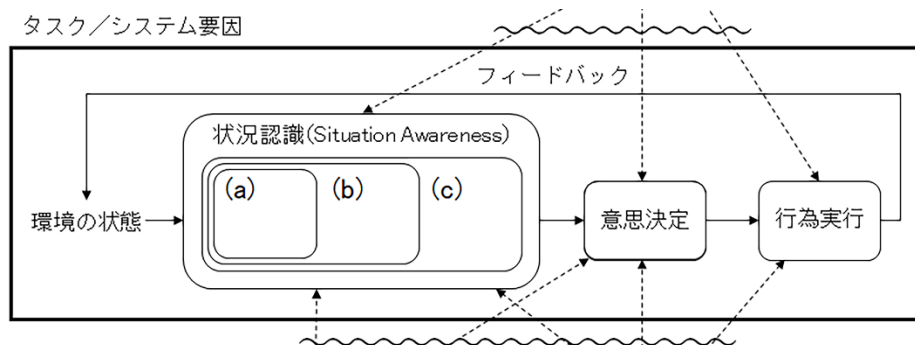 タスク／システム要因
フィードバック
状況認識(Situation Awareness)
(a) (b) (c)
環境の状態
意思決定
行為実行